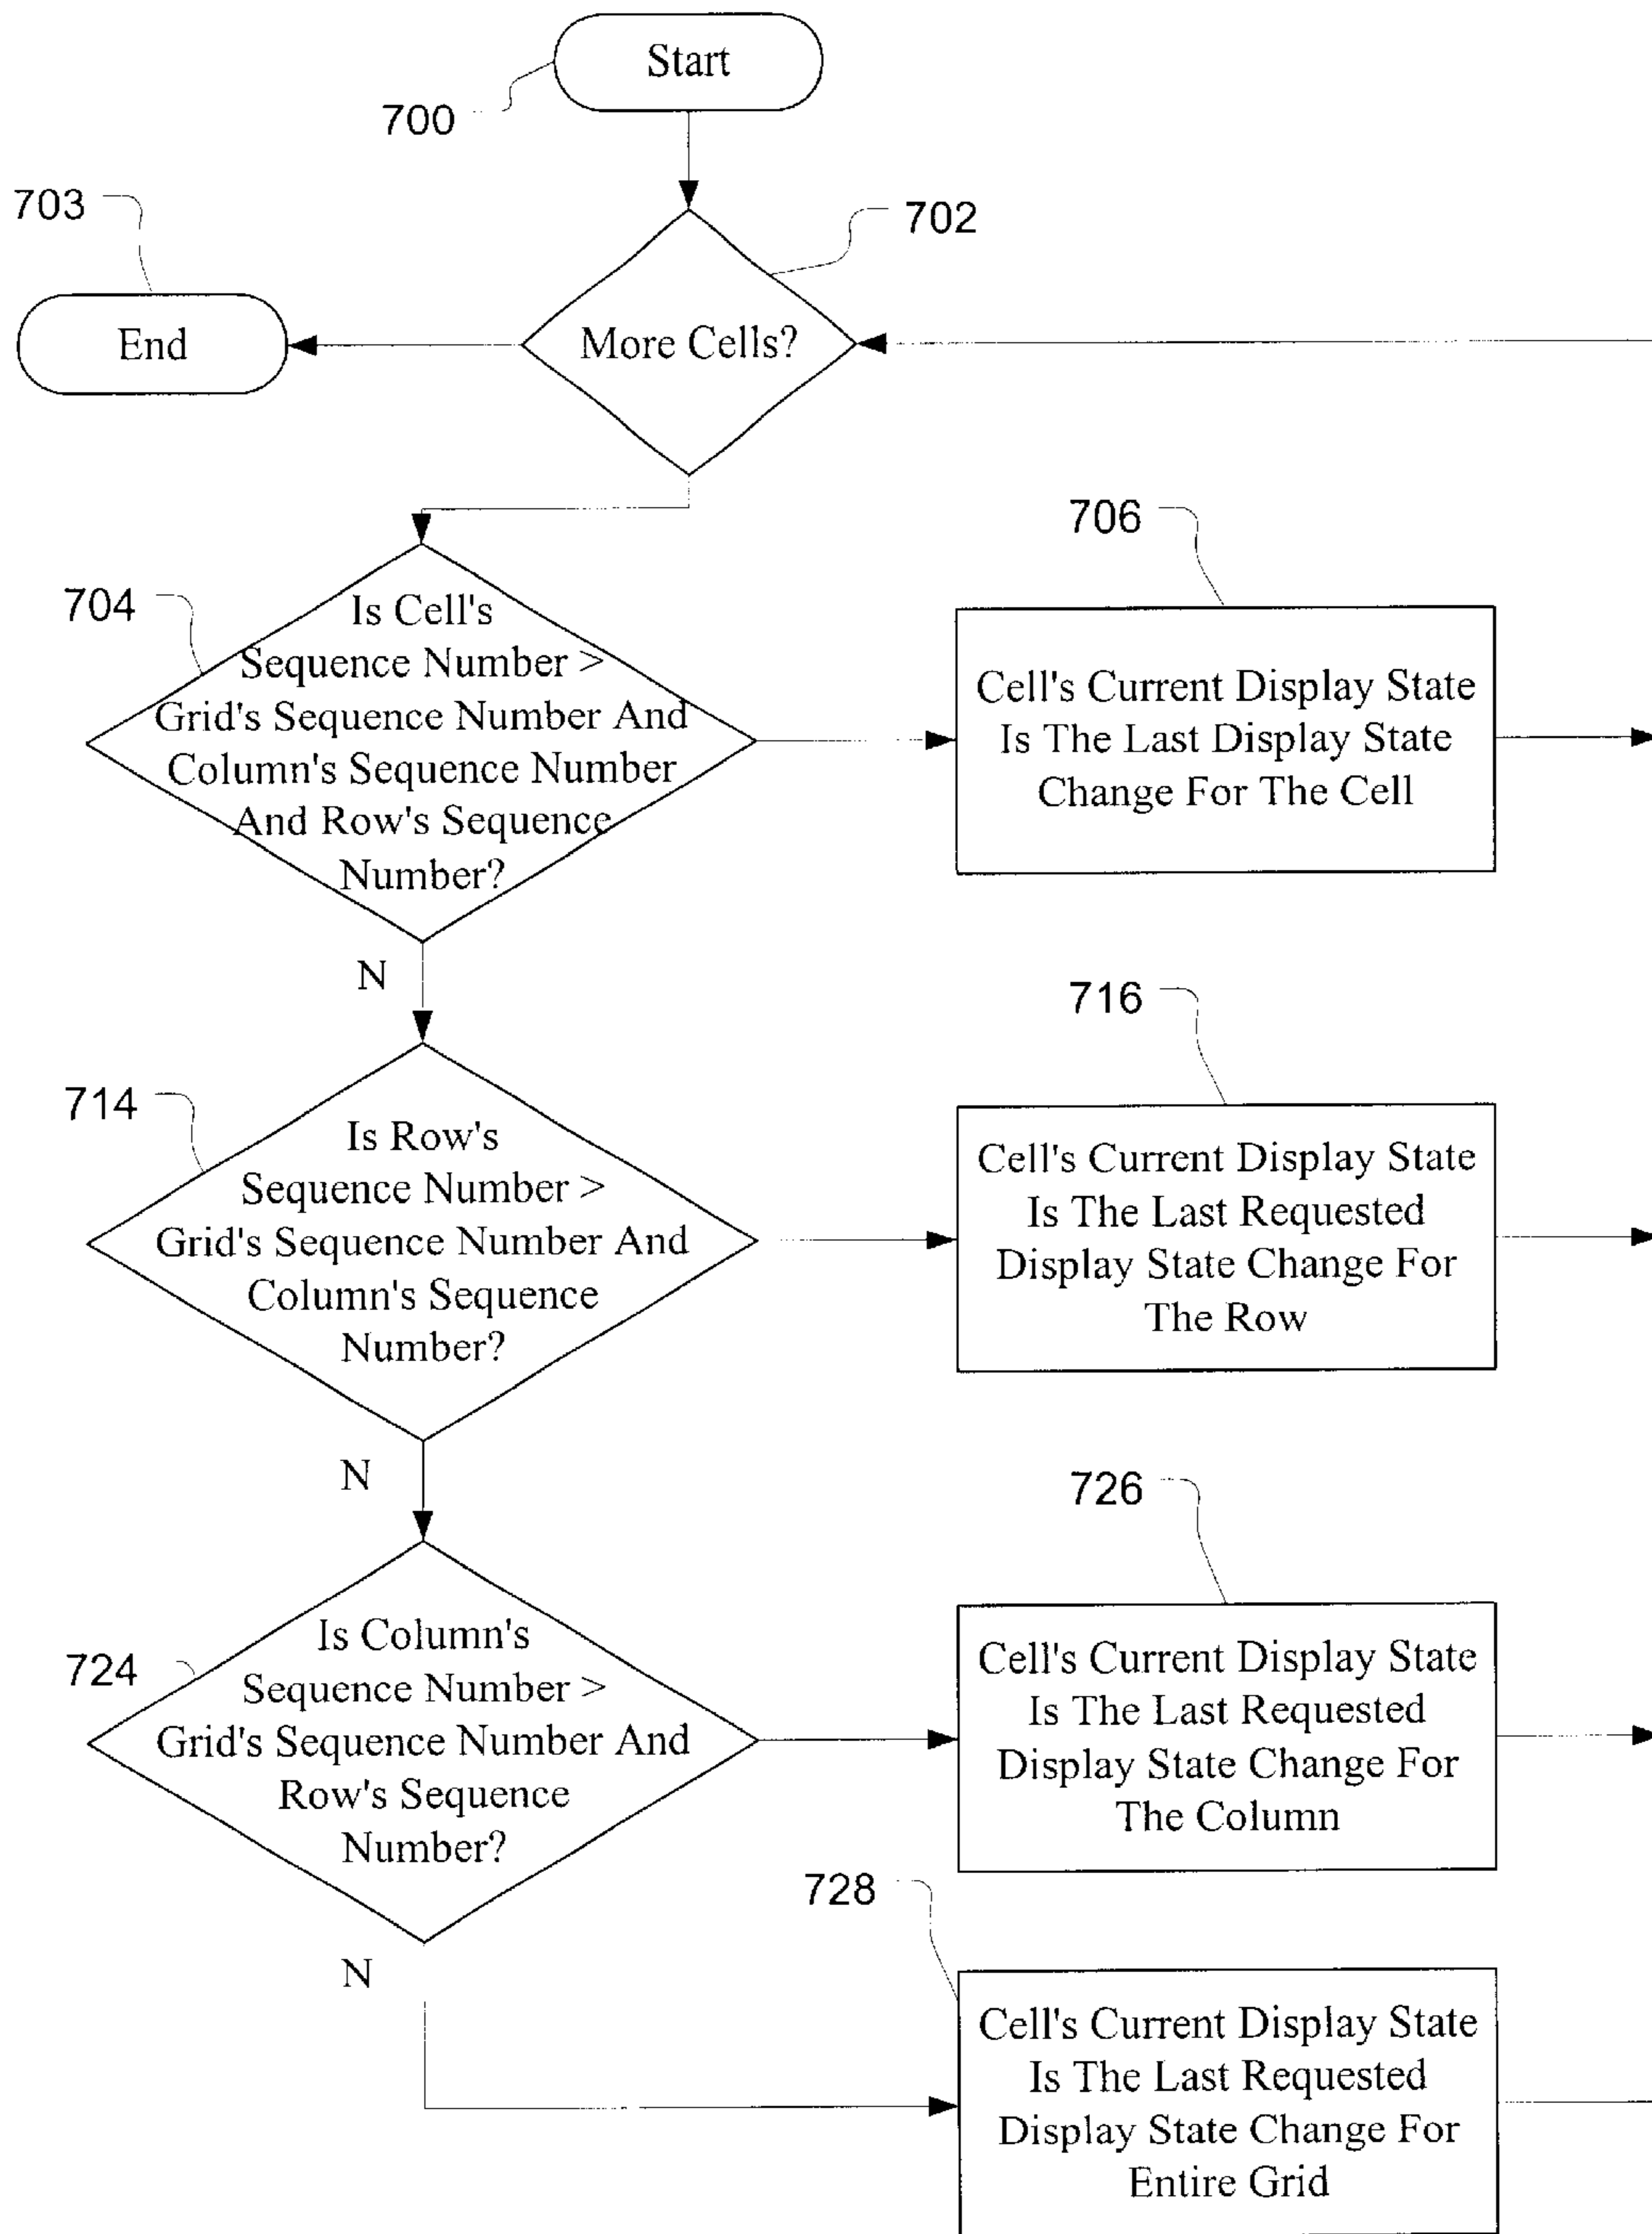 Start
700
703
702
End
More Cells?
706
704
Is Cell's
Sequence Number >
Grid's Sequence Number And
Column's Sequence Number
And Row's Sequence
Number?
Cell's Current Display State
Is The Last Display State
Change For The Cell
N
716
714
Is Row's
Sequence Number >
Grid's Sequence Number And
Column's Sequence
Number?
Cell's Current Display State
Is The Last Requested
Display State Change For
The Row
N
726
724
Is Column's
Sequence Number >
Grid's Sequence Number And
Row's Sequence
Number?
Cell's Current Display State
Is The Last Requested
Display State Change For
The Column
728
N
Cell's Current Display State
Is The Last Requested
Display State Change For
Entire Grid